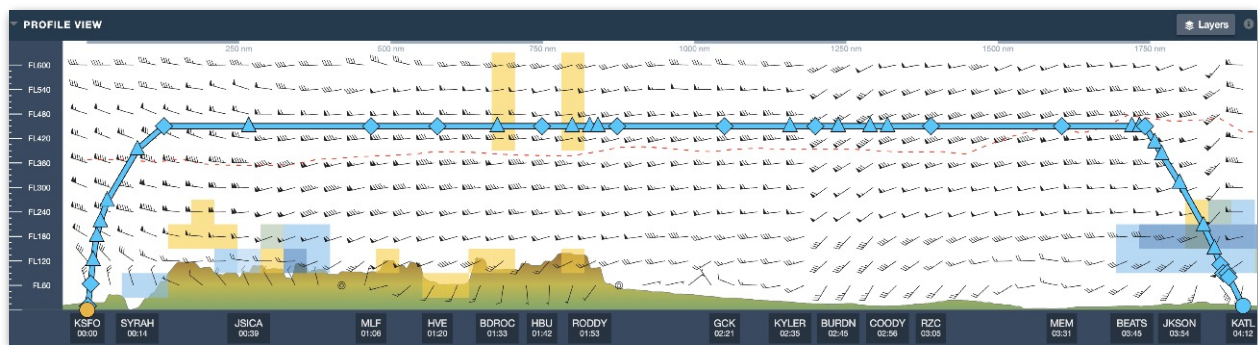 PROFILE VIEW
Layers
250 nm
500 nm
750 nm
1000 nm
1250 nm
1500 nm
1750 nm
FL600
FL540
FL480
FL420
FL360
FL300
FL240
FL180
FL120
FL60
KSFO
00:00
SYRAH
00:14
JSICA
00:39
MLF
01:06
HVE
01:20
BDROC
01:33
HBU
01:42
RODDY
01:53
GCK
02:21
KYLER
02:35
BURDN
02:45
COODY
02:56
RZC
03:05
MEM
03:31
BEATS
03:45
JKSON
03:54
KATL
04:12